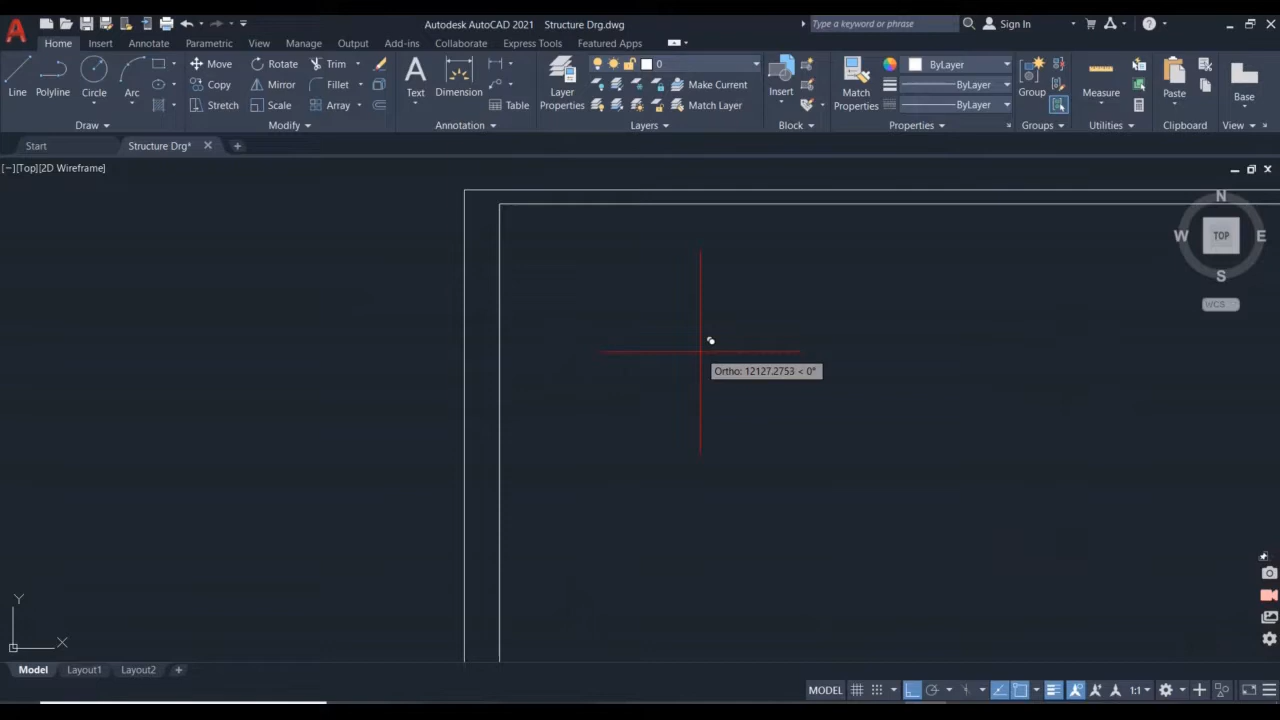 Autodesk AutoCAD 2021 Structure Drg.dwg
Type a keyword or phrase
Sign In
Home Insert Annotate Parametric View Manage Output Add-ins Collaborate Express Tools Featured Apps
Line Polyline Circle Arc
Move Rotate Trim
Copy Mirror Fillet
Stretch Scale Array
Text Dimension Table
Layer Properties
0
Make Current
Match Layer
Insert
Match Properties
ByLayer
ByLayer
ByLayer
Group Measure Paste Base
Draw Modify Annotation Layers Block Properties Groups Utilities Clipboard View
Start Structure Drg* +
[−][Top][2D Wireframe]
N
W TOP E
S
WCS
Ortho: 12127.2753 < 0°
Y
X
Model Layout1 Layout2 +
MODEL 1:1